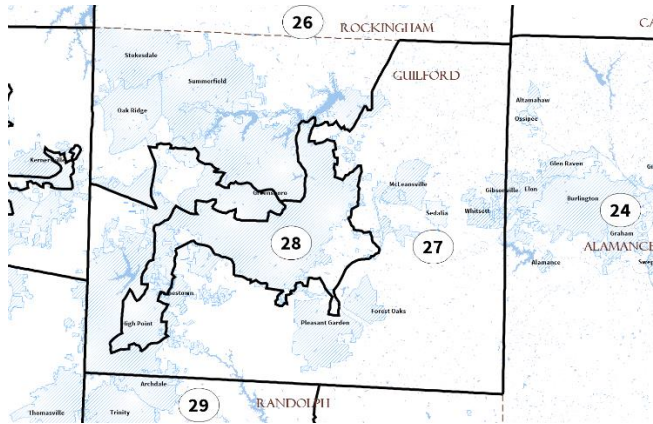 26
ROCKINGHAM
CA
Stokesdale
GUILFORD
Summerfield
Oak Ridge
Altamahaw
Ossipee
Kernersville
Glen Raven
McLeansville
Gibsonville
Elon
Greensboro
Burlington
Sedalia
Whitsett
24
28
27
Graham
ALAMANCE
Alamance
Swep
Jamestown
Forest Oaks
High Point
Pleasant Garden
Archdale
29
RANDOLPH
Thomasville
Trinity